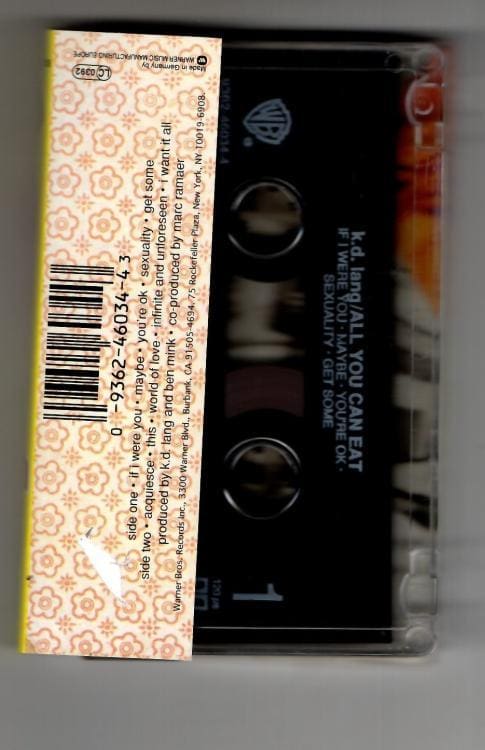 Made in Germany by
WARNER MUSIC MANUFACTURING EUROPE
LC 0392
0 -9362-46034-4 3
side one • if i were you • maybe • you're ok • sexuality • get some
side two • acquiesce • this • world of love • infinite and unforeseen • i want it all
produced by k.d. lang and ben mink • co-produced by marc ramaer
Warner Bros. Records Inc., 3300 Warner Blvd., Burbank, CA 91505-4694. 75 Rockefeller Plaza, New York, NY 10019-6908.
WB
k.d. lang/ALL YOU CAN EAT
IF I WERE YOU • MAYBE • YOU'RE OK •
SEXUALITY • GET SOME
1
120 µs